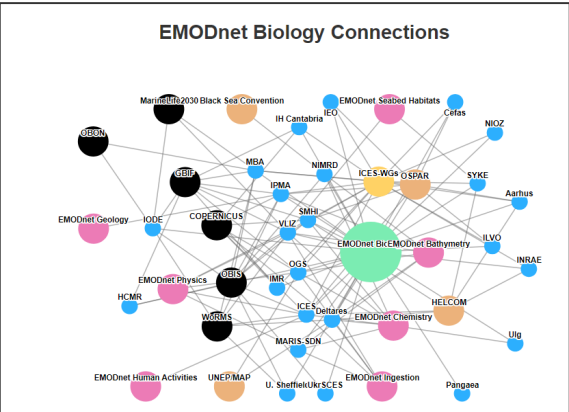 EMODnet Biology Connections
MarineLife2030
Black Sea Convention
EMODnet Seabed Habitats
IEO
Cefas
IH Cantabria
NIOZ
OBON
MBA
NIMRD
GBIF
ICES-WGs
OSPAR
SYKE
IPMA
Aarhus
COPERNICUS
SMHI
EMODnet Geology
IODE
VLIZ
EMODnet Bathymetry
ILVO
OGS
INRAE
EMODnet Physics
OBIS
IMR
HCMR
ICES
Deltares
HELCOM
EMODnet Chemistry
WoRMS
MARIS-SDN
Ulg
EMODnet Human Activities
UNEP/MAP
U. Sheffield
UkrSCES
EMODnet Ingestion
Pangaea